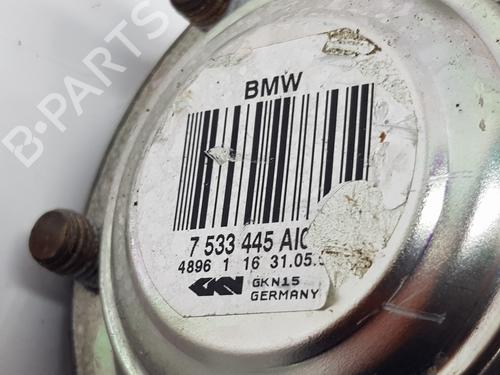 B-PARTS
BMW
7 533 445 AI
4896 1 16 31.05.
GKN GKN15
GERMANY